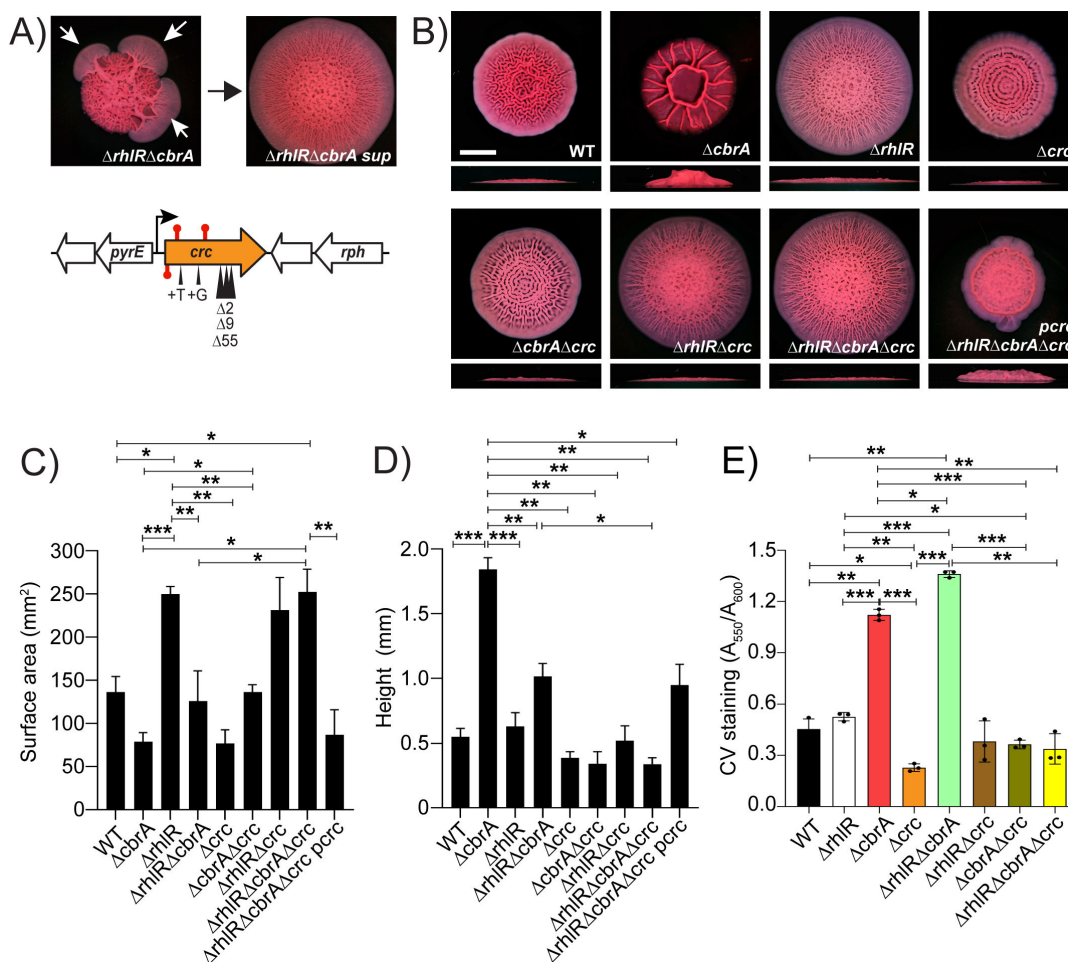 A)
ΔrhlRΔcbrA
ΔrhlRΔcbrA sup
pyrE
crc
rph
+T +G
Δ2
Δ9
Δ55
B)
WT
ΔcbrA
ΔrhlR
Δcrc
ΔcbrAΔcrc
ΔrhlRΔcrc
ΔrhlRΔcbrAΔcrc
pcrc
ΔrhlRΔcbrAΔcrc
C)
*
*
*
**
**
**
***
**
*
*
Surface area (mm²)
300
250
200
150
100
50
0
WT
ΔcbrA
ΔrhlR
ΔrhlRΔcbrA
Δcrc
ΔcbrAΔcrc
ΔrhlRΔcrc
ΔrhlRΔcbrAΔcrc
ΔrhlRΔcbrAΔcrc pcrc
D)
*
**
**
**
**
**
*
***
***
Height (mm)
2.0
1.5
1.0
0.5
0
WT
ΔcbrA
ΔrhlR
ΔrhlRΔcbrA
Δcrc
ΔcbrAΔcrc
ΔrhlRΔcrc
ΔrhlRΔcbrAΔcrc
ΔrhlRΔcbrAΔcrc pcrc
E)
**
**
***
*
*
***
**
***
*
***
**
**
***
***
CV staining (A550/A600)
1.5
1.2
0.9
0.6
0.3
0.0
WT
ΔrhlR
ΔcbrA
Δcrc
ΔrhlRΔcbrA
ΔrhlRΔcrc
ΔcbrAΔcrc
ΔrhlRΔcbrAΔcrc